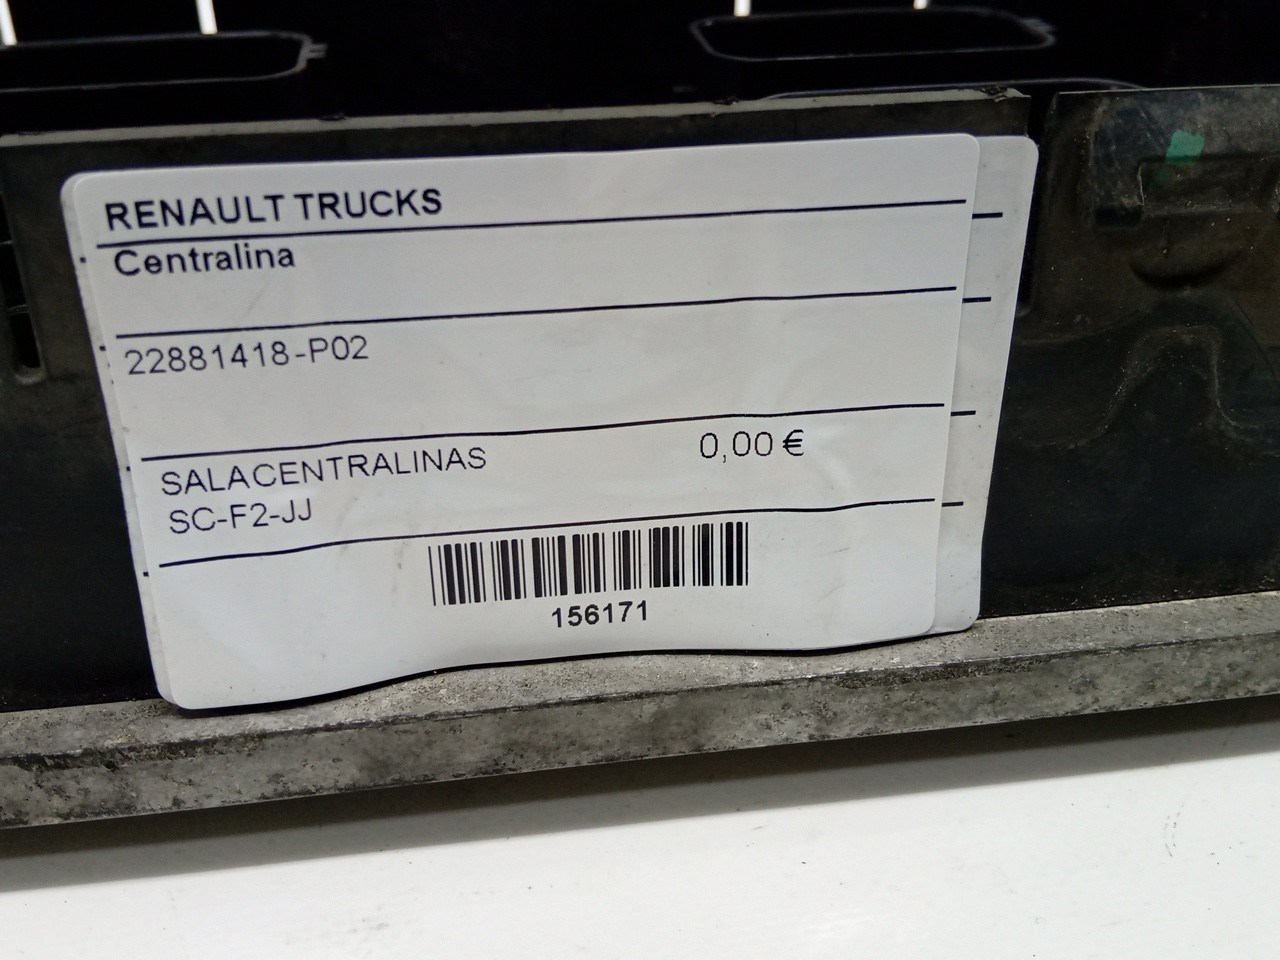 RENAULT TRUCKS
Centralina
22881418-P02
SALACENTRALINAS
0,00 €
SC-F2-JJ
156171